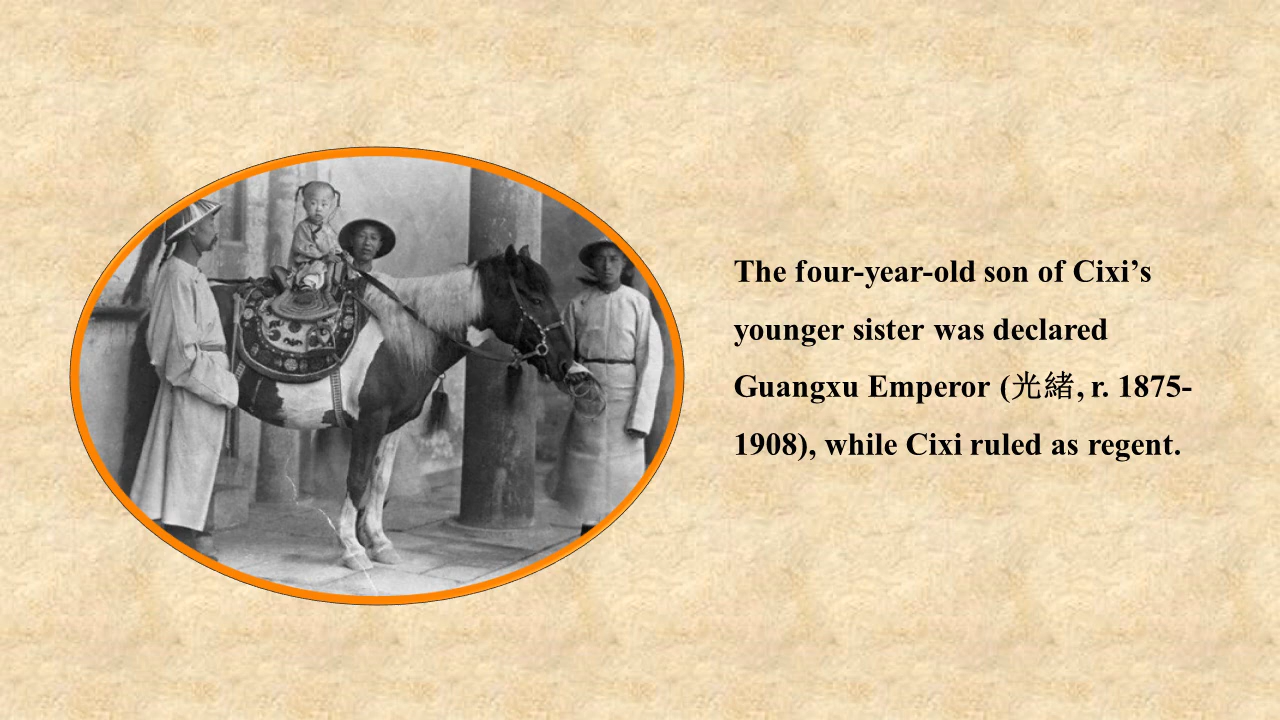 The four-year-old son of Cixi’s
younger sister was declared
Guangxu Emperor (光緒, r. 1875-
1908), while Cixi ruled as regent.